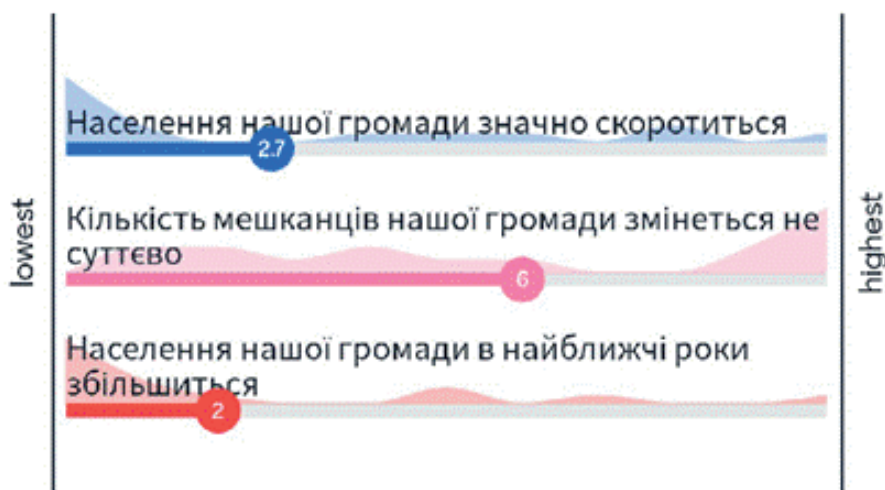 Населення нашої громади значно скоротиться
2.7
Кількість мешканців нашої громади змінеться не
суттєво
6
Населення нашої громади в найближчі роки
збільшиться
2
lowest
highest